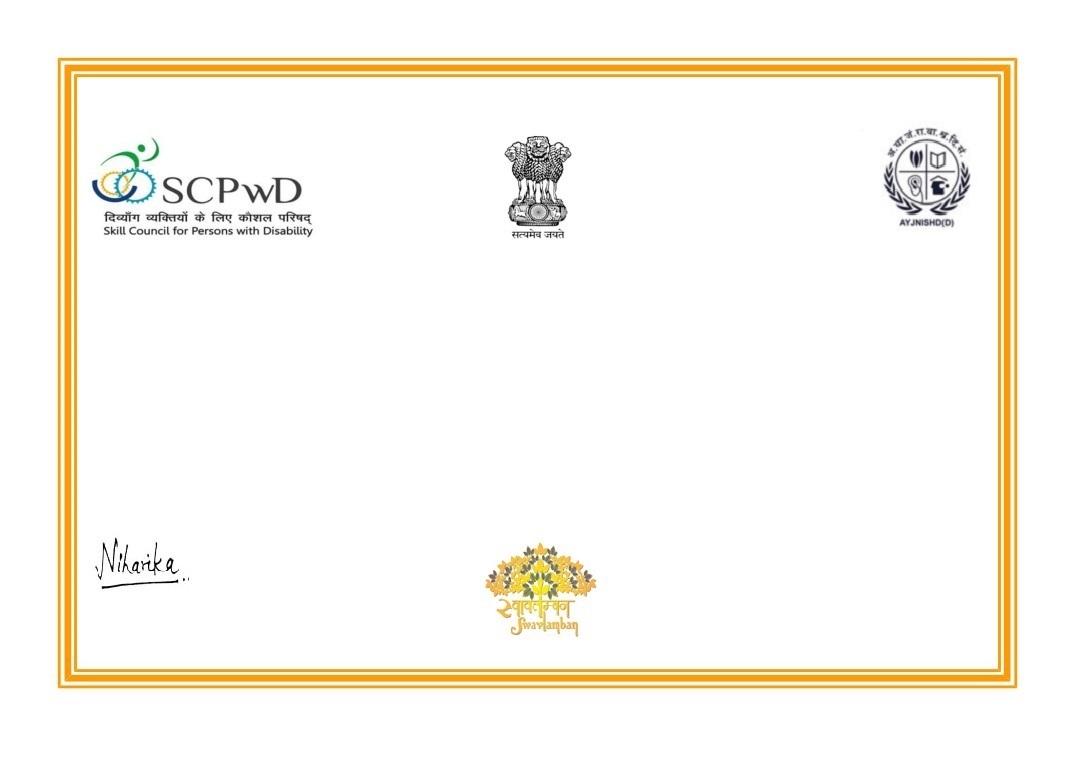 SCPwD
दिव्याँग व्यक्तियों के लिए कौशल परिषद्
Skill Council for Persons with Disability
सत्यमेव जयते
अ.या.जं.रा.वा.श्र.दि.सं.
AYJNISHD(D)
Niharika
स्वावलम्बन
Swavlamban